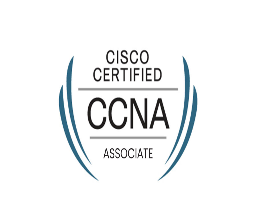 CISCO
CERTIFIED
CCNA
ASSOCIATE